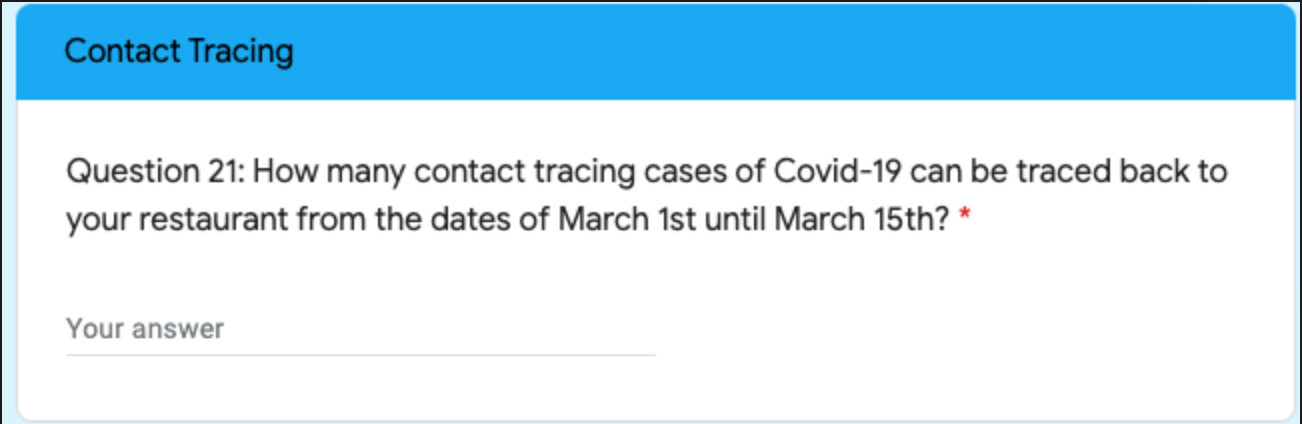 Contact Tracing
Question 21: How many contact tracing cases of Covid-19 can be traced back to
your restaurant from the dates of March 1st until March 15th? *
Your answer